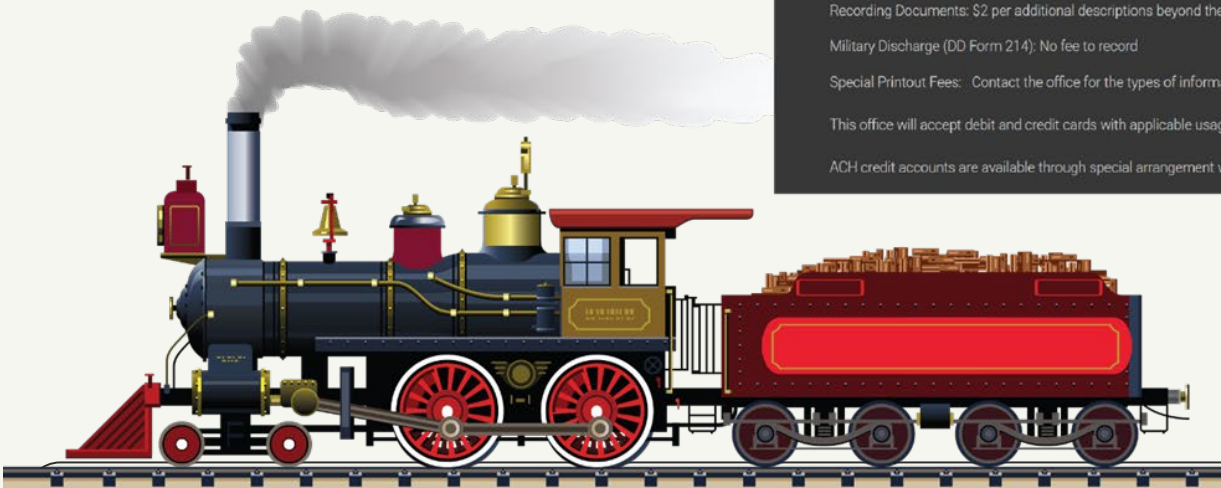 Recording Documents: $2 per additional descriptions beyond the
Military Discharge (DD Form 214): No fee to record
Special Printout Fees: Contact the office for the types of
This office will accept debit and credit cards with applicable
ACH credit accounts are available through special arrangement